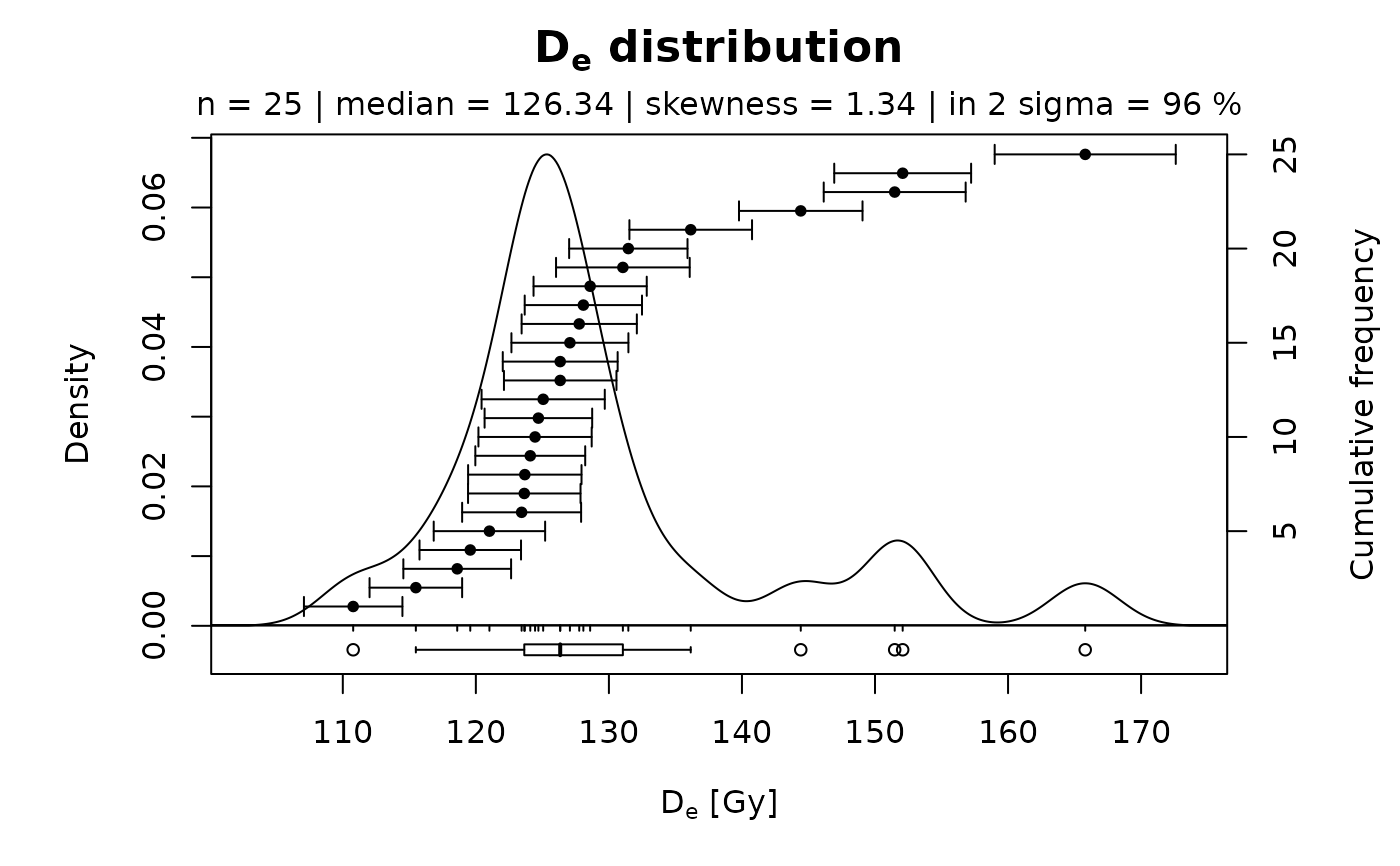 De distribution
n = 25 | median = 126.34 | skewness = 1.34 | in 2 sigma = 96 %
Density
0.00
0.02
0.04
0.06
Cumulative frequency
5
10
15
20
25
110 120 130 140 150 160 170
De [Gy]